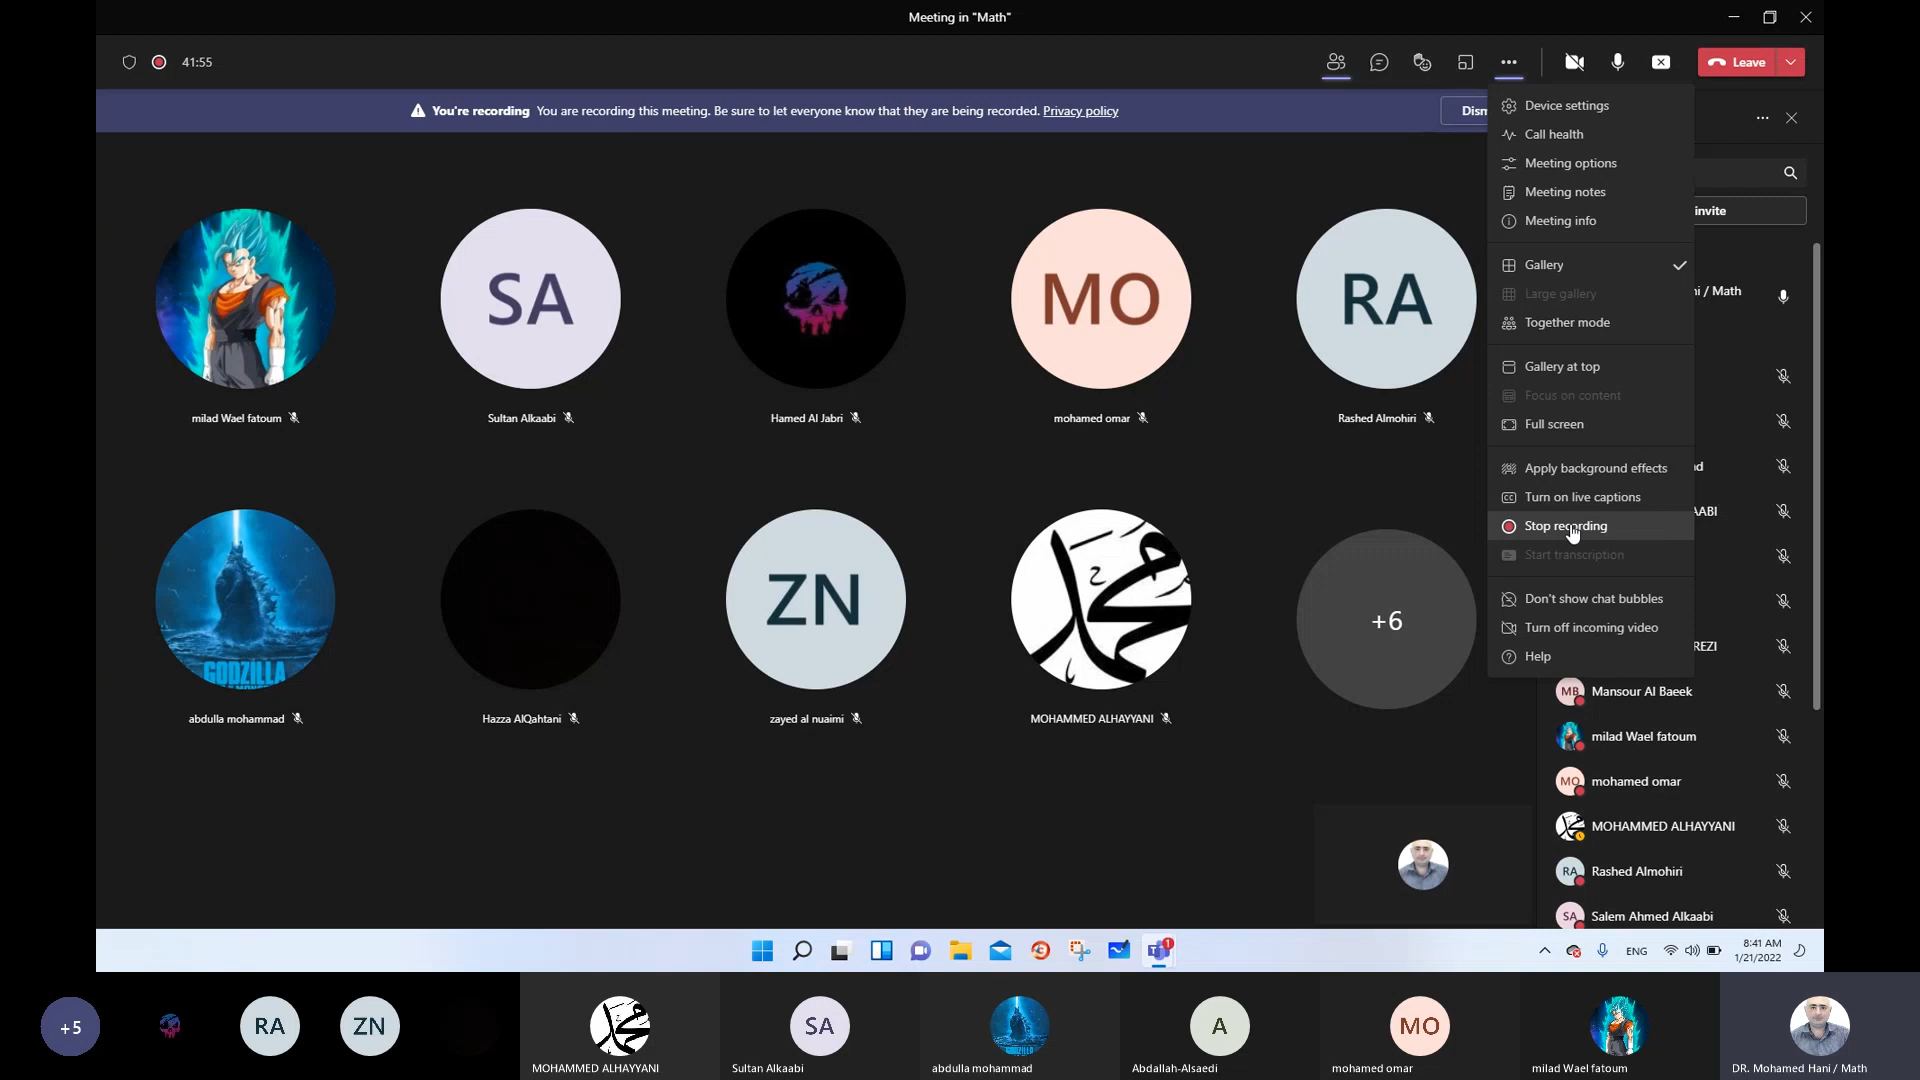 Meeting in "Math"
41:55
Leave
You're recording You are recording this meeting. Be sure to let everyone know that they are being recorded. Privacy policy
Device settings
Call health
Meeting options
Meeting notes
Meeting info
Gallery
Large gallery
Together mode
Gallery at top
Focus on content
Full screen
Apply background effects
Turn on live captions
Stop recording
Start transcription
Don't show chat bubbles
Turn off incoming video
Help
invite
/ Math
SA
MO
RA
milad Wael fatoum
Sultan Alkaabi
Hamed Al Jabri
mohamed omar
Rashed Almohiri
GODZILLA
ZN
محمد
+6
abdulla mohammad
Hazza AlQahtani
zayed al nuaimi
MOHAMMED ALHAYYANI
MB Mansour Al Baeek
milad Wael fatoum
MO mohamed omar
MOHAMMED ALHAYYANI
RA Rashed Almohiri
SA Salem Ahmed Alkaabi
1
ENG
8:41 AM
1/21/2022
+5
RA
ZN
MOHAMMED ALHAYYANI
SA
Sultan Alkaabi
abdulla mohammad
A
Abdallah-Alsaedi
MO
mohamed omar
milad Wael fatoum
DR. Mohamed Hani / Math